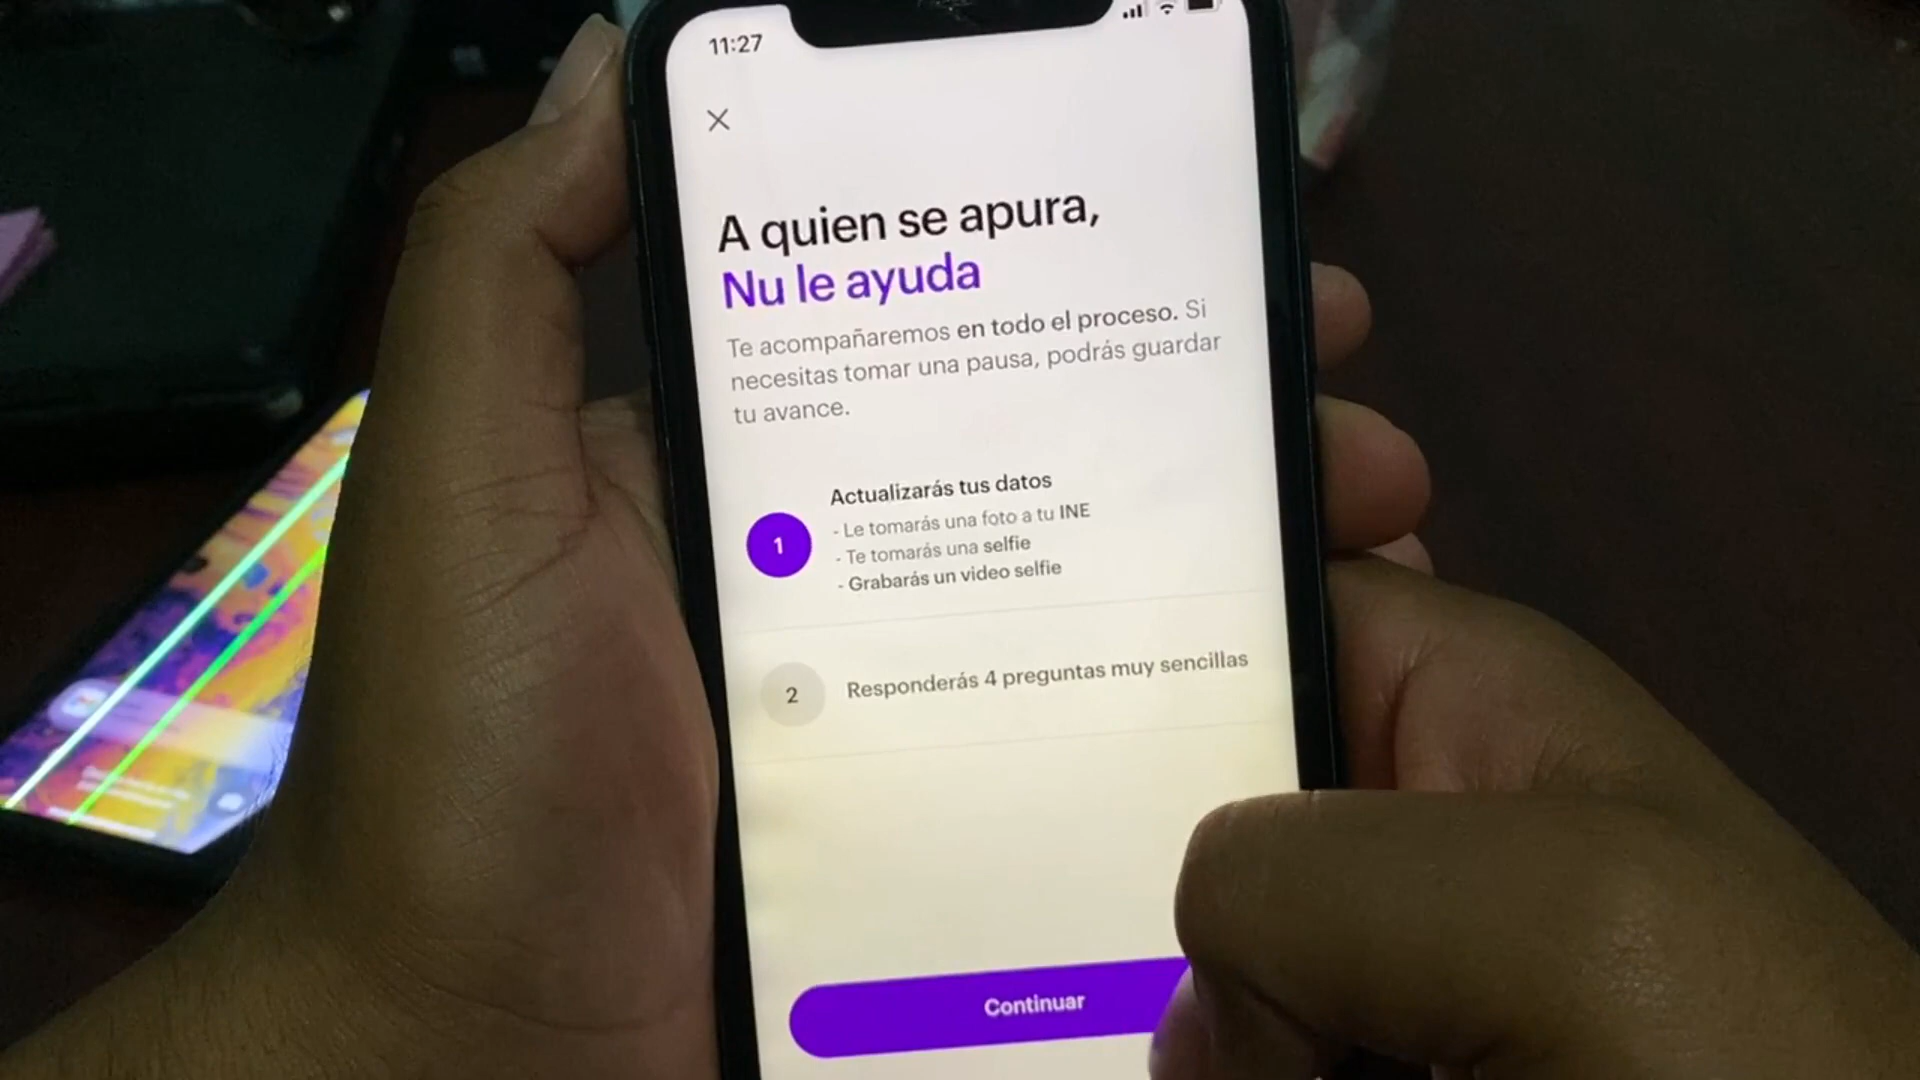 11:27
A quien se apura,
Nu le ayuda
Te acompañaremos en todo el proceso. Si
necesitas tomar una pausa, podrás guardar
tu avance.
Actualizarás tus datos
1
- Le tomarás una foto a tu INE
- Te tomarás una selfie
- Grabarás un video selfie
2
Responderás 4 preguntas muy sencillas
Continuar